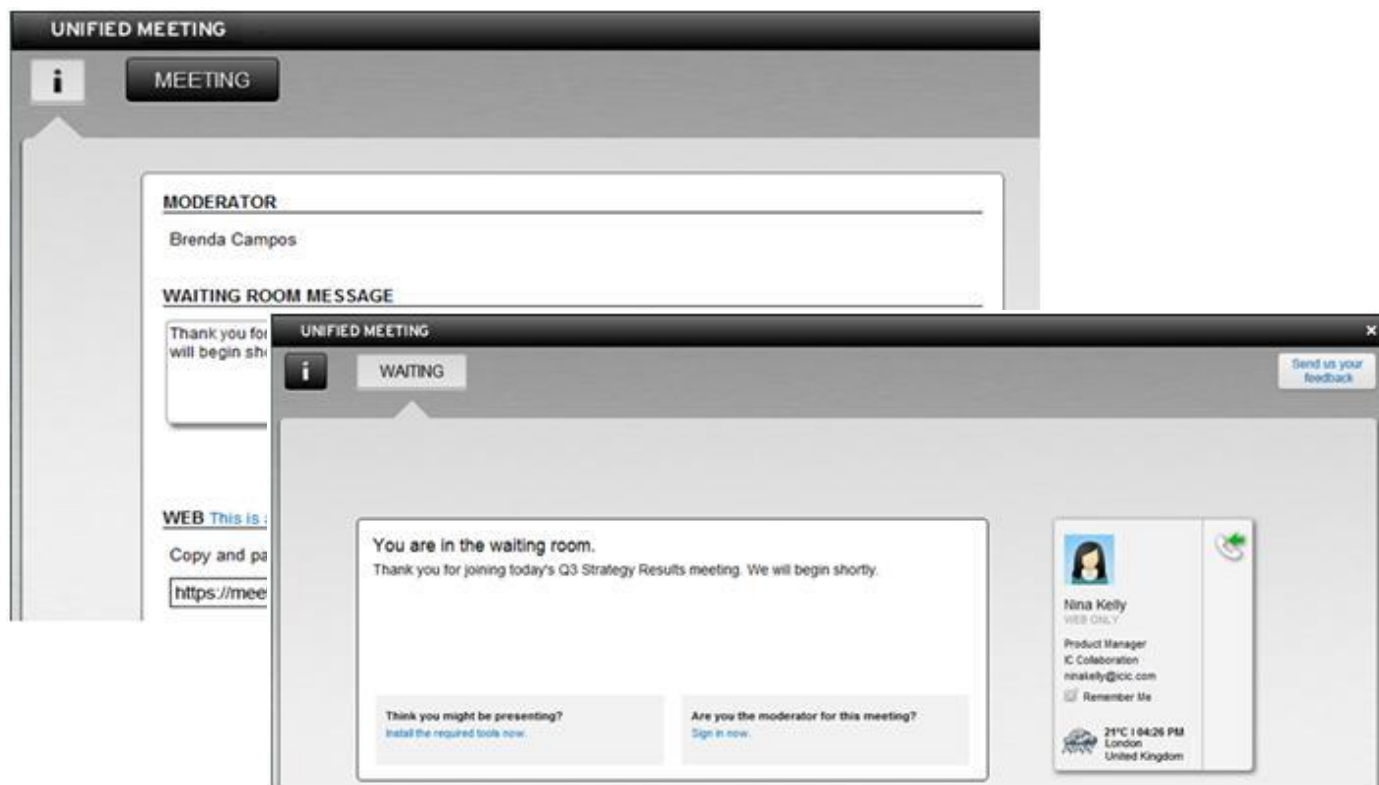 UNIFIED MEETING
i
MEETING
MODERATOR
Brenda Campos
WAITING ROOM MESSAGE
Thank you for
will begin sh
WEB This is
Copy and pa
https://mee
UNIFIED MEETING
x
i
WAITING
Send us your
feedback
You are in the waiting room.
Thank you for joining today's Q3 Strategy Results meeting. We will begin shortly.
Think you might be presenting?
Install the required tools now.
Are you the moderator for this meeting?
Sign in now.
Nina Kelly
WEB ONLY
Product Manager
IC Collaboration
ninakelly@icic.com
Remember Me
21°C | 04:26 PM
London
United Kingdom